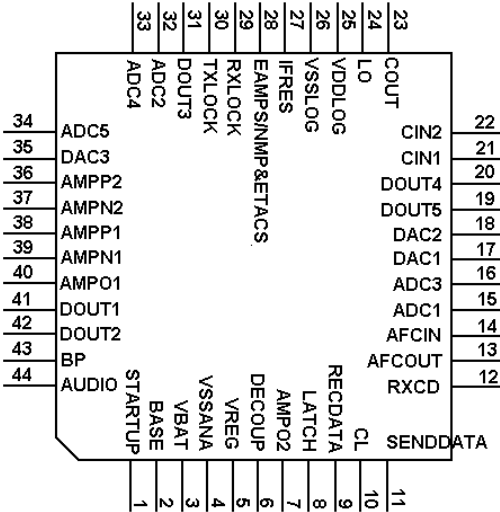 33 32 31 30 29 28 27 26 25 24 23
ADC4
ADC2
DOUT3
TXLOCK
RXLOCK
EAMPS/NMP&ETACS
IFRES
VSSLOG
VDDLOG
LO
COUT
34 ADC5
35 DAC3
36 AMPP2
37 AMPN2
38 AMPP1
39 AMPN1
40 AMPO1
41 DOUT1
42 DOUT2
43 BP
44 AUDIO
CIN2 22
CIN1 21
DOUT4 20
DOUT5 19
DAC2 18
DAC1 17
ADC3 16
ADC1 15
AFCIN 14
AFCOUT 13
RXCD 12
STARTUP
BASE
VBAT
VSSANA
VREG
DECOUP
AMPO2
LATCH
RECDATA
CL
SENDDATA
1 2 3 4 5 6 7 8 9 10 11